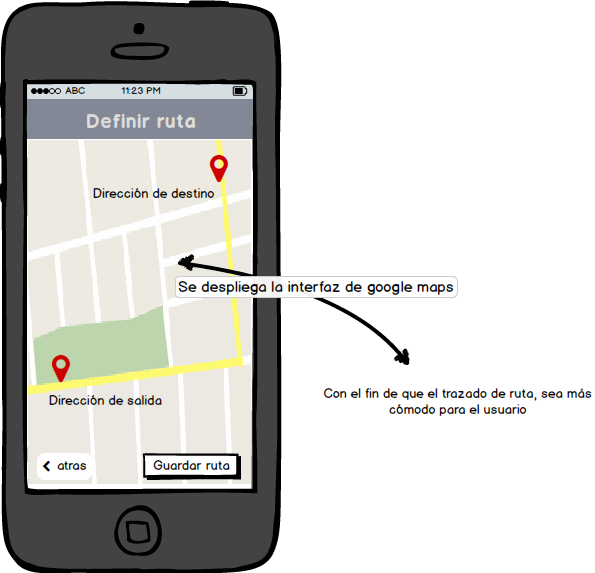 ABC 11:23 PM
Definir ruta
Dirección de destino
Se despliega la interfaz de google maps
Con el fin de que el trazado de ruta, sea más
cómodo para el usuario
Dirección de salida
atras
Guardar ruta